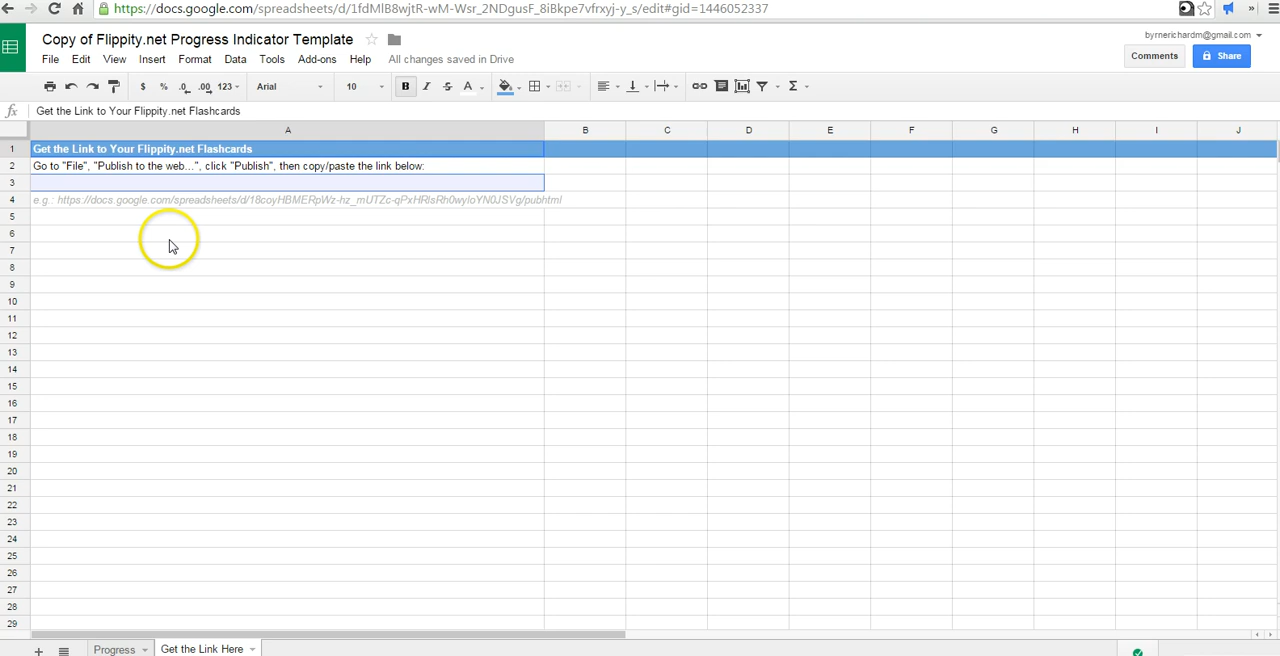 https://docs.google.com/spreadsheets/d/1fdMlB8wjtR-wM-Wsr_2NDgusF_8iBkpe7vfrxyj-y_s/edit#gid=1446052337
Copy of Flippity.net Progress Indicator Template
byrnerichardm@gmail.com
File Edit View Insert Format Data Tools Add-ons Help All changes saved in Drive
Comments Share
$ % .0 .00 123 Arial 10 B I S A Σ
fx Get the Link to Your Flippity.net Flashcards
A B C D E F G H I J
1 Get the Link to Your Flippity.net Flashcards
2 Go to "File", "Publish to the web...", click "Publish", then copy/paste the link below:
3
4 e.g.: https://docs.google.com/spreadsheets/d/18coyHBMERpWz-hz_mUTZc-qPxHRlsRh0wyloYN0JSVg/pubhtml
5
6
7
8
9
10
11
12
13
14
15
16
17
18
19
20
21
22
23
24
25
26
27
28
29
Progress Get the Link Here